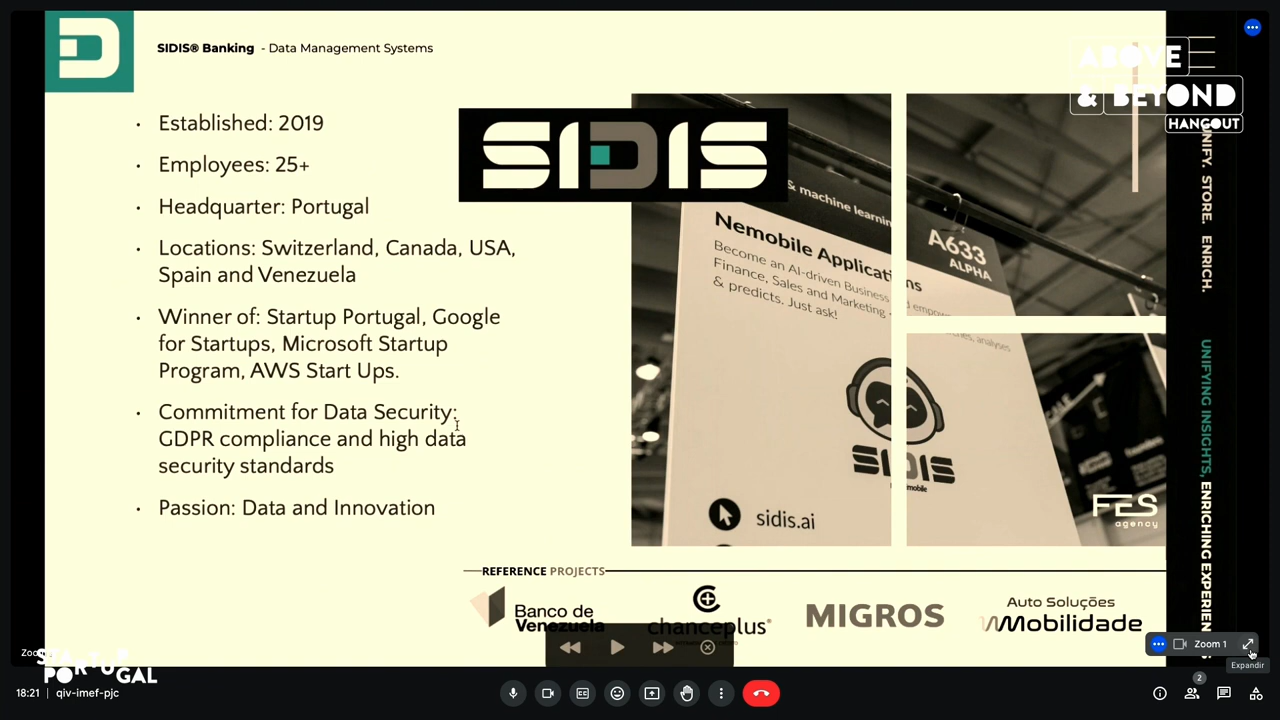 SIDIS® Banking - Data Management Systems
ABOVE
& BEYOND
HANGOUT
• Established: 2019
• Employees: 25+
• Headquarter: Portugal
• Locations: Switzerland, Canada, USA,
Spain and Venezuela
• Winner of: Startup Portugal, Google
for Startups, Microsoft Startup
Program, AWS Start Ups.
• Commitment for Data Security:
GDPR compliance and high data
security standards
• Passion: Data and Innovation
SIDIS
& machine learning
Nemobile Applications
Become an AI-driven Business
Finance, Sales and Marketing
& predicts. Just ask!
A633
ALPHA
analyses
SIDIS
sidis.ai
FES
agency
STORE. ENRICH.
UNIFYING INSIGHTS, ENRICHING
REFERENCE PROJECTS
Banco de
Venezuela
chanceplus®
MIGROS
Auto Soluções
Mobilidade
Zoom 1
Expandir
PORTUGAL
18:21 | qiv-imef-pjc
2